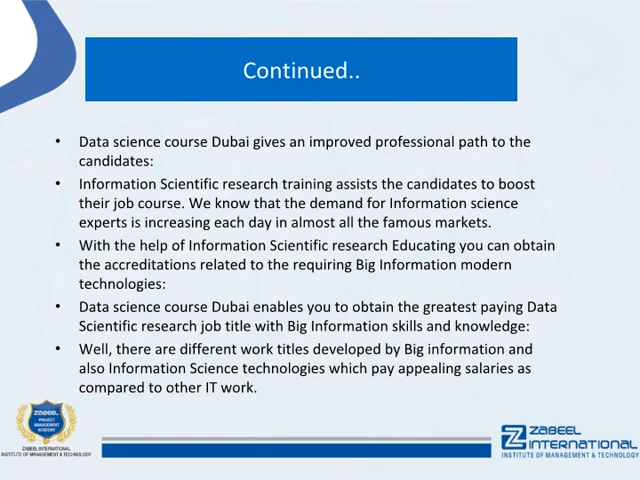 Continued..
• Data science course Dubai gives an improved professional path to the
candidates:
• Information Scientific research training assists the candidates to boost
their job course. We know that the demand for Information science
experts is increasing each day in almost all the famous markets.
• With the help of Information Scientific research Educating you can obtain
the accreditations related to the requiring Big Information modern
technologies:
• Data science course Dubai enables you to obtain the greatest paying Data
Scientific research job title with Big Information skills and knowledge:
• Well, there are different work titles developed by Big information and
also Information Science technologies which pay appealing salaries as
compared to other IT work.
ZABEEL
PROJECT
MANAGEMENT
ACADEMY
ZABEEL INTERNATIONAL
INSTITUTE OF MANAGEMENT & TECHNOLOGY
ZABEEL
INTERNATIONAL
INSTITUTE OF MANAGEMENT & TECHNOLOGY